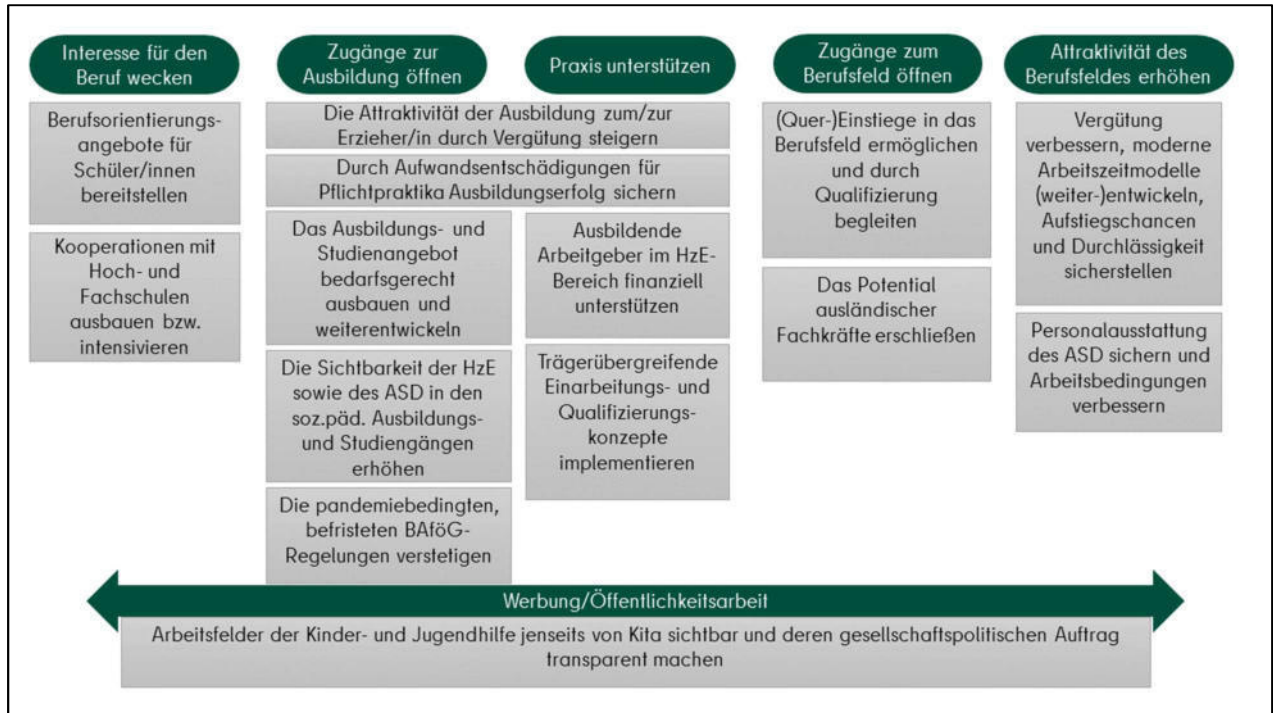 Interesse für den
Beruf wecken
Berufsorientierungs-
angebote für
Schüler/innen
bereitstellen
Kooperationen mit
Hoch- und
Fachschulen
ausbauen bzw.
intensivieren
Zugänge zur
Ausbildung öffnen
Praxis unterstützen
Die Attraktivität der Ausbildung zum/zur
Erzieher/in durch Vergütung steigern
Durch Aufwandsentschädigungen für
Pflichtpraktika Ausbildungserfolg sichern
Das Ausbildungs- und
Studienangebot
bedarfsgerecht
ausbauen und
weiterentwickeln
Die Sichtbarkeit der HzE
sowie des ASD in den
soz.päd. Ausbildungs-
und Studiengängen
erhöhen
Die pandemiebedingten,
befristeten BAföG-
Regelungen verstetigen
Ausbildende
Arbeitgeber im HzE-
Bereich finanziell
unterstützen
Trägerübergreifende
Einarbeitungs- und
Qualifizierungs-
konzepte
implementieren
Zugänge zum
Berufsfeld öffnen
(Quer-)Einstiege in das
Berufsfeld ermöglichen
und durch
Qualifizierung
begleiten
Das Potential
ausländischer
Fachkräfte erschließen
Attraktivität des
Berufsfeldes erhöhen
Vergütung
verbessern, moderne
Arbeitszeitmodelle
(weiter-)entwickeln,
Aufstiegschancen
und Durchlässigkeit
sicherstellen
Personalausstattung
des ASD sichern und
Arbeitsbedingungen
verbessern
Werbung/Öffentlichkeitsarbeit
Arbeitsfelder der Kinder- und Jugendhilfe jenseits von Kita sichtbar und deren gesellschaftspolitischen Auftrag
transparent machen